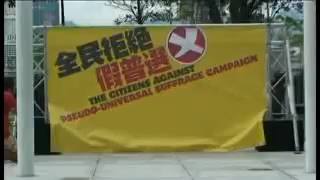 全民拒絕
假普選
THE CITIZENS AGAINST
PSEUDO-UNIVERSAL SUFFRAGE CAMPAIGN